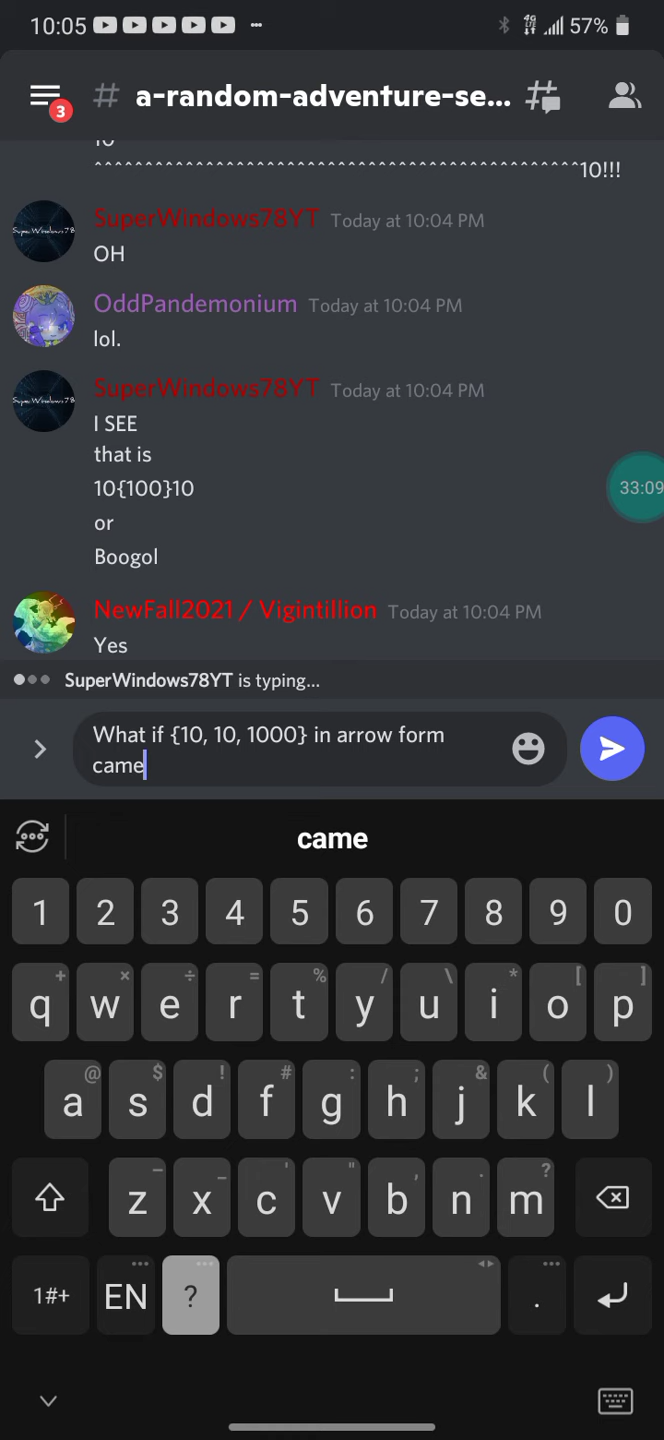 10:05 57%
3 # a-random-adventure-se...
10
^^^^^^^^^^^^^^^^^^^^^^^^^^^^^^^^^^^^^^^^^^^^^^^^10!!!
SuperWindows78YT Today at 10:04 PM
OH
OddPandemonium Today at 10:04 PM
lol.
SuperWindows78YT Today at 10:04 PM
I SEE
that is
10{100}10
33:09
or
Boogol
NewFall2021 / Vigintillion Today at 10:04 PM
Yes
SuperWindows78YT is typing...
What if {10, 10, 1000} in arrow form
came
came
1 2 3 4 5 6 7 8 9 0
+ × ÷ = % / \ * [ ]
q w e r t y u i o p
@ $ ! # : ; & ( )
a s d f g h j k l
- _ ' " , . ?
z x c v b n m
1#+ EN ? .